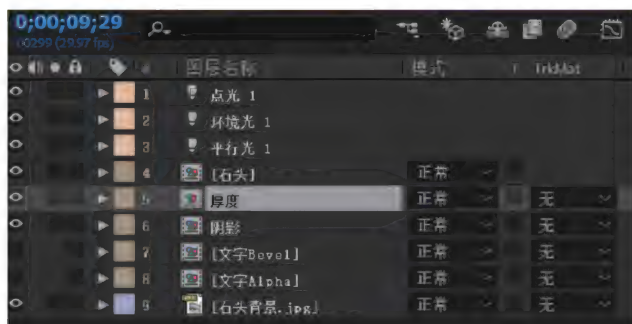 0;00;09;29
00299 (29.97 fps)
# 图层名称 模式 T TrkMat
1 点光 1
2 环境光 1
3 平行光 1
4 [石头] 正常
5 厚度 正常 无
6 阴影 正常 无
7 [文字Bevel] 正常 无
8 [文字Alpha] 正常 无
9 [石头背景.jpg] 正常 无